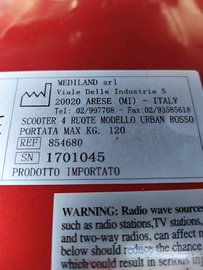 MEDILAND srl
Viale Delle Industrie 5
20020 ARESE (MI) - ITALY
Tel: 02/997708 - Fax: 02/93585618
SCOOTER 4 RUOTE MODELLO URBAN ROSSO
PORTATA MAX KG. 120
REF 854680
SN 1701045
PRODOTTO IMPORTATO
WARNING: Radio wave sources
such as radio stations,TV stations,
and two-way radios, can affect
below should reduce the chance
which could result in serious